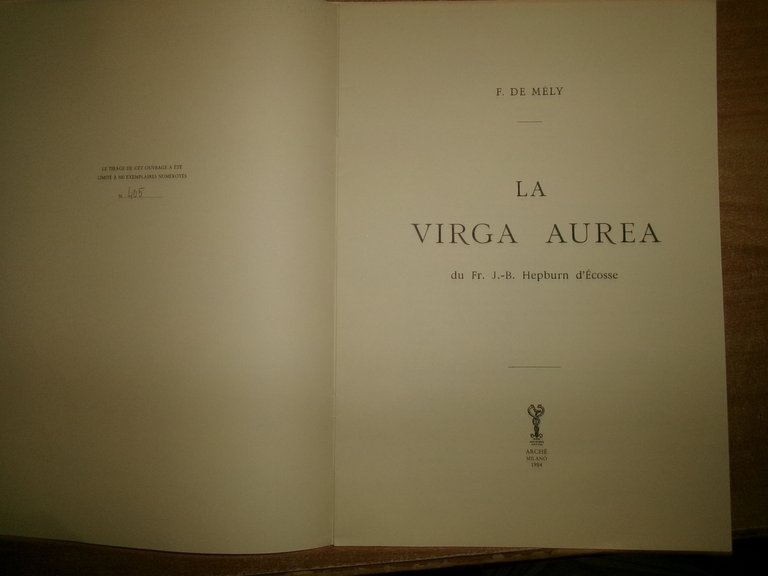 LE TIRAGE DE CET OUVRAGE A ÉTÉ
LIMITÉ À EXEMPLAIRES NUMÉROTÉS
N. 405
F. DE MÉLY
LA
VIRGA AUREA
du Fr. J.-B. Hepburn d'Écosse
ARCHÈ
MILANO
1984